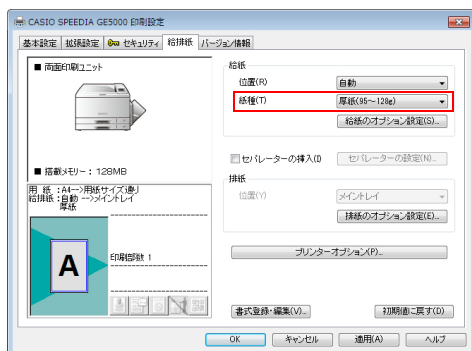 CASIO SPEEDIA GE5000 印刷設定
基本設定 拡張設定 セキュリティ 給排紙 バージョン情報
■ 両面印刷ユニット
■ 搭載メモリー : 128MB
用 紙 :A4-->用紙サイズ通り
給排紙 :自動 -->メイントレイ
厚紙
A
印刷倍率 1
給紙
位置(R) 自動
紙種(T) 厚紙(95～128g)
給紙のオプション設定(S)...
セパレーターの挿入(I) セパレーターの設定(N)...
排紙
位置(Y) メイントレイ
排紙のオプション設定(E)...
プリンターオプション(P)...
書式登録・編集(V)... 初期値に戻す(D)
OK キャンセル 適用(A) ヘルプ